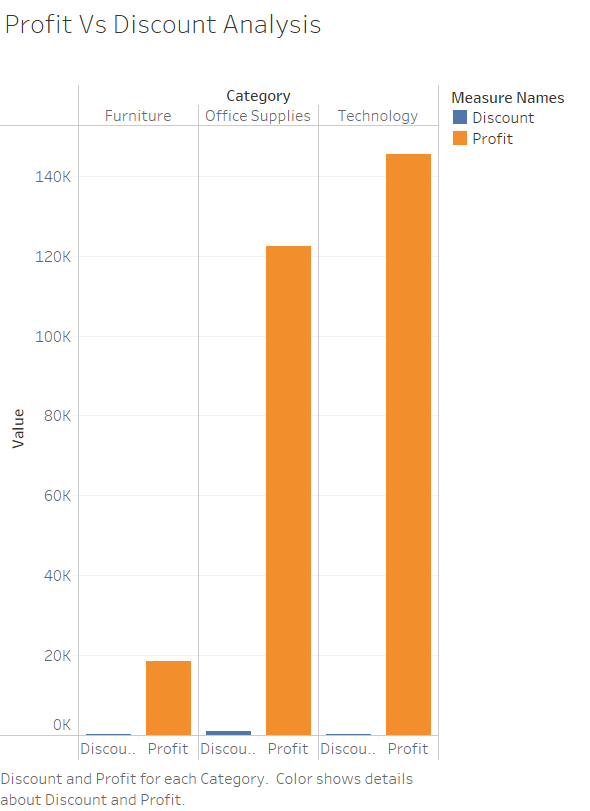 Profit Vs Discount Analysis
Category
Furniture Office Supplies Technology
Measure Names
Discount
Profit
140K
120K
100K
80K
60K
40K
20K
0K
Value
Discou.. Profit Discou.. Profit Discou.. Profit
Discount and Profit for each Category. Color shows details
about Discount and Profit.